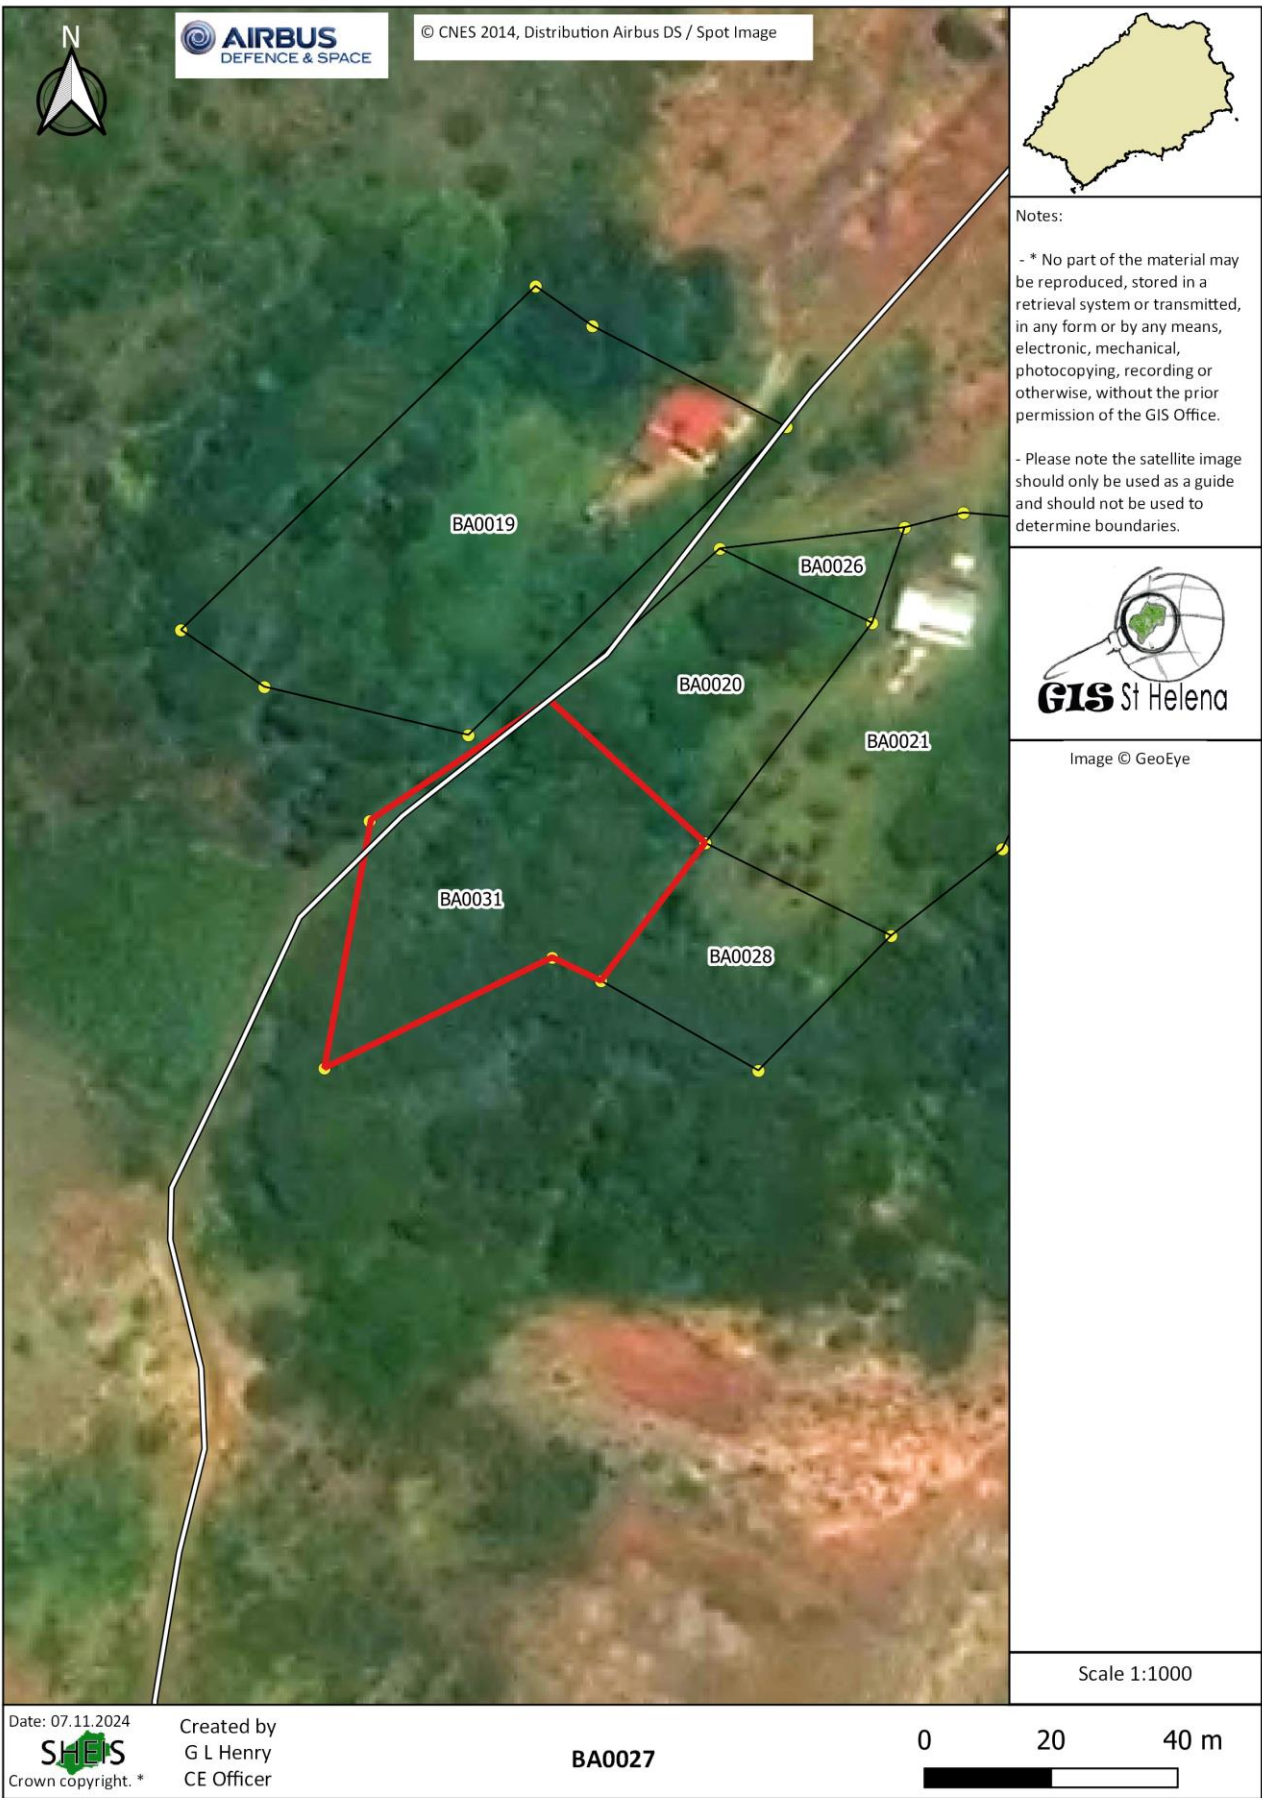 N
AIRBUS
DEFENCE & SPACE
© CNES 2014, Distribution Airbus DS / Spot Image
Notes:
- * No part of the material may
be reproduced, stored in a
retrieval system or transmitted,
in any form or by any means,
electronic, mechanical,
photocopying, recording or
otherwise, without the prior
permission of the GIS Office.
- Please note the satellite image
should only be used as a guide
and should not be used to
determine boundaries.
GIS St Helena
Image © GeoEye
BA0019
BA0026
BA0020
BA0021
BA0031
BA0028
Scale 1:1000
Date: 07.11.2024
SHEIS
Crown copyright. *
Created by
G L Henry
CE Officer
BA0027
0 20 40 m